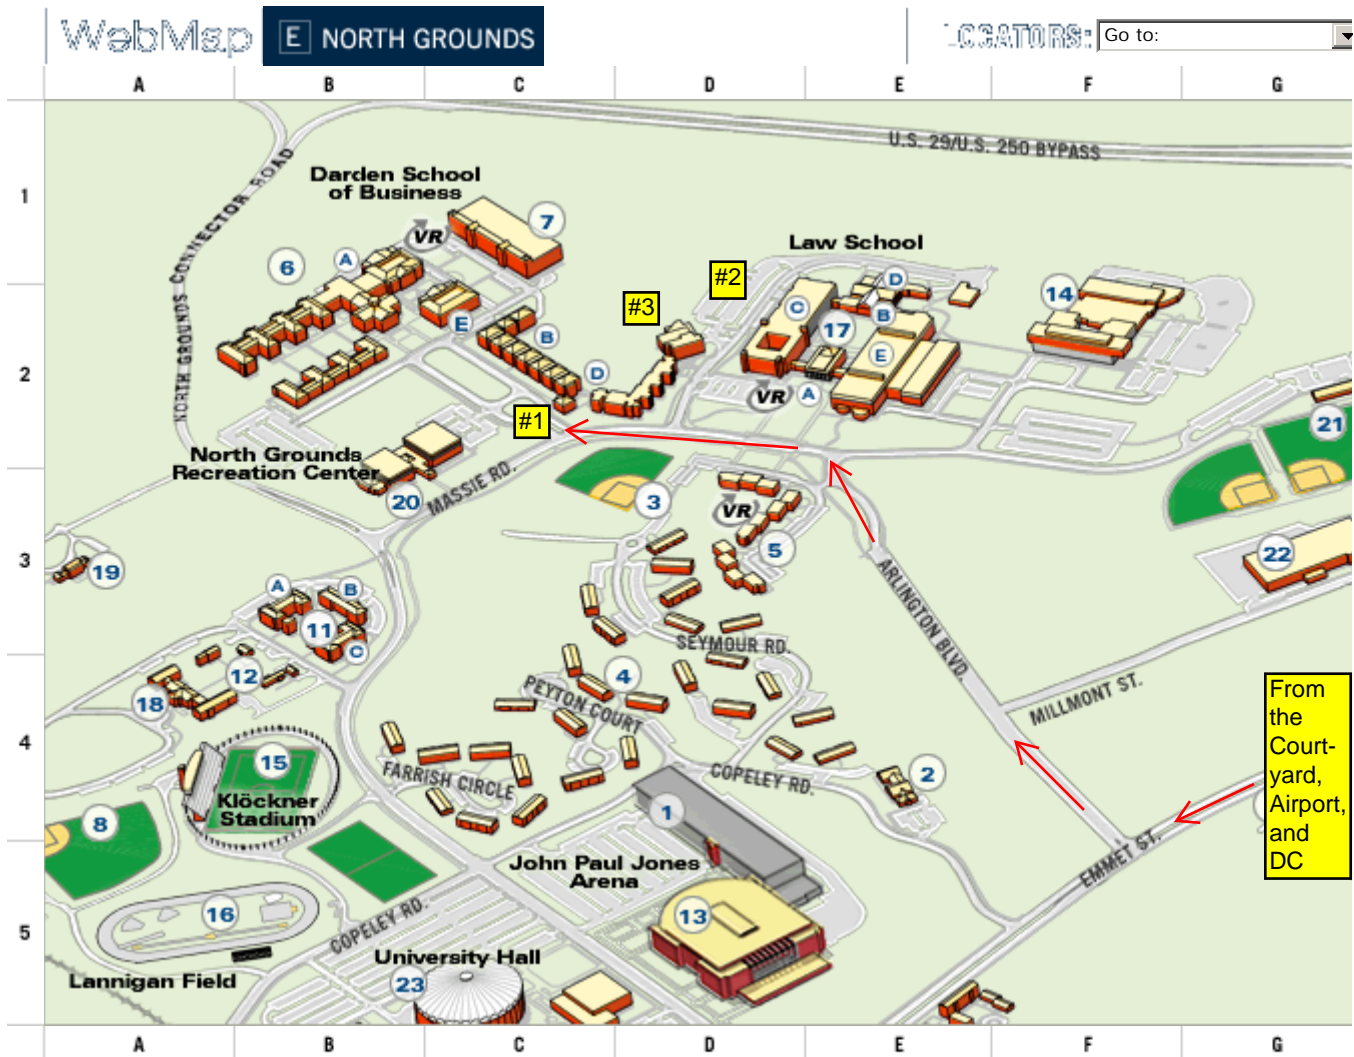 WebMap E NORTH GROUNDS LOCATORS: Go to:
A B C D E F G
U.S. 29/U.S. 250 BYPASS
NORTH GROUNDS CONNECTOR ROAD
1
Darden School
of Business
VR
7
6
A
Law School
#2
#3
D
C
B
17
E
14
E
B
D
2
VR
A
#1
21
North Grounds
Recreation Center
20
MASSIE RD.
3
VR
5
22
3
19
ARLINGTON BLVD.
A
B
11
C
SEYMOUR RD.
12
18
4
PEYTON COURT
MILLMONT ST.
From
the
Court-
yard,
Airport,
and
DC
4
15
Klöckner
Stadium
FARRISH CIRCLE
COPELEY RD.
2
8
1
EMMET ST.
John Paul Jones
Arena
16
13
5
COPELEY RD.
University Hall
23
Lannigan Field
A B C D E F G